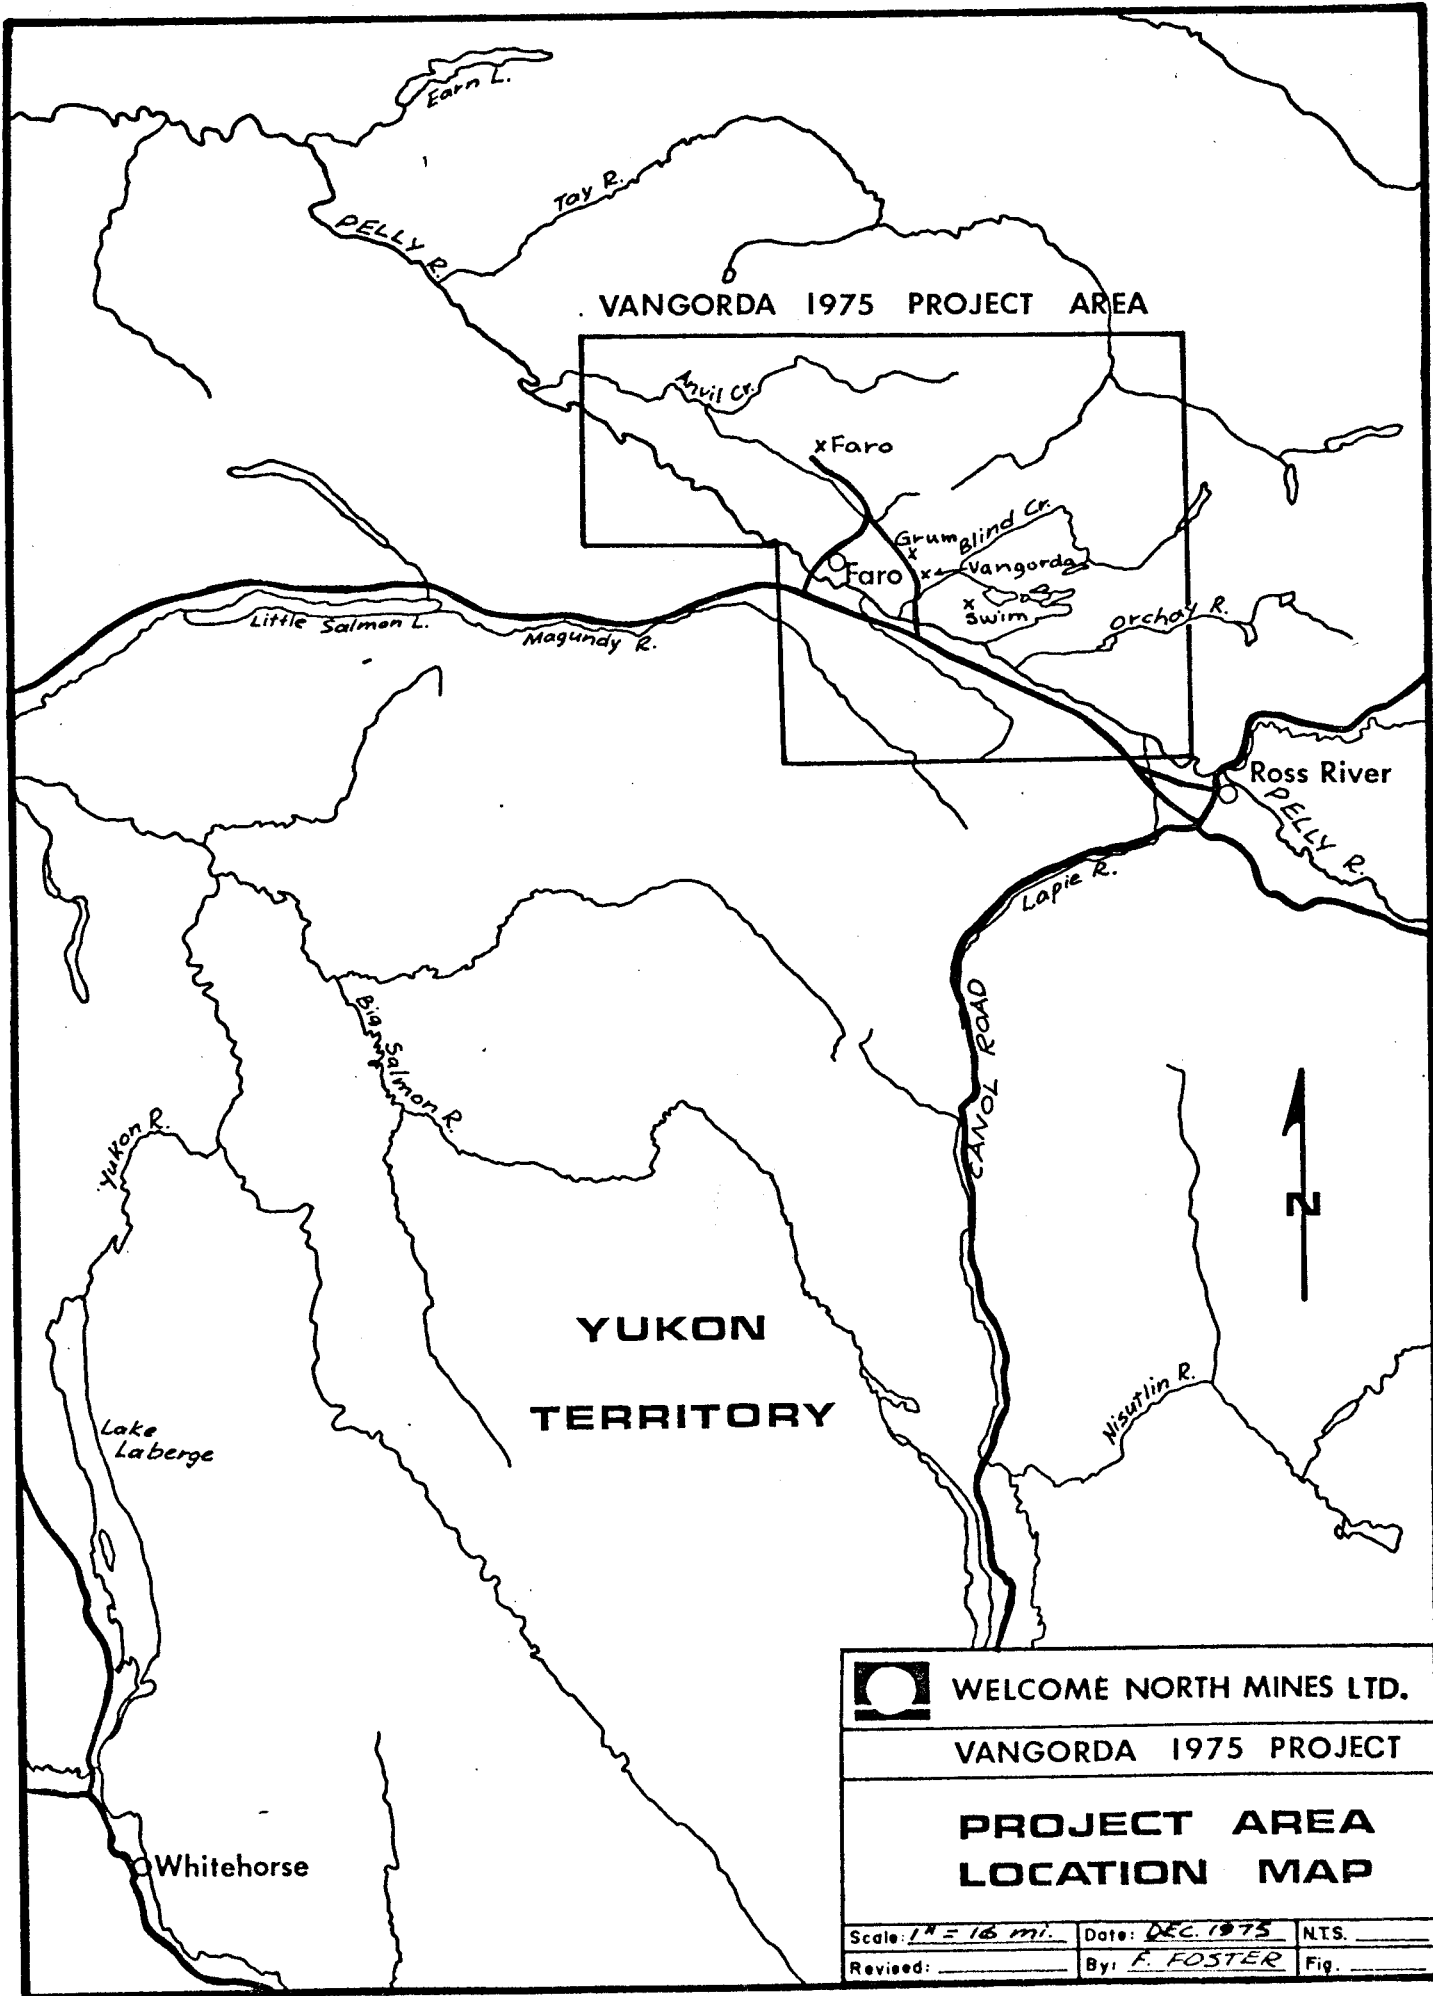 Earn L.
Tay R.
PELLY R.
VANGORDA 1975 PROJECT AREA
Anvil Cr.
xFaro
Grum
x
Blind Cr.
Faro
x
Vangorda
x
Swim
Orchay R.
Little Salmon L.
Magundy R.
Ross River
PELLY R.
Lapie R.
CANOL ROAD
Big Salmon R.
Yukon R.
N
YUKON
TERRITORY
Nisutlin R.
Lake
Laberge
Whitehorse
WELCOME NORTH MINES LTD.
VANGORDA 1975 PROJECT
PROJECT AREA
LOCATION MAP
Scale: 1" = 16 mi. Date: DEC. 1975 N.T.S.
Revised: By: F. FOSTER Fig.